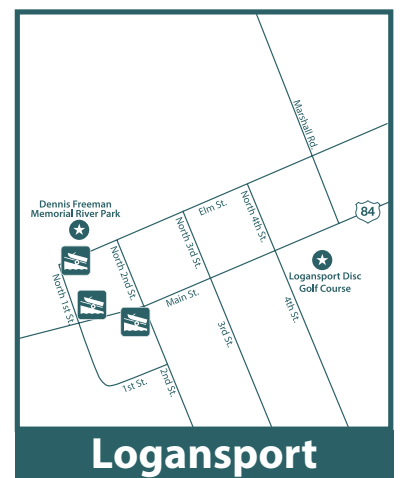 Marshall Rd.
84
Dennis Freeman
Memorial River Park
Elm St.
North 4th St.
North 3rd St.
North 2nd St.
North 1st St.
Logansport Disc
Golf Course
Main St.
4th St.
3rd St.
2nd St.
1st St.
Logansport